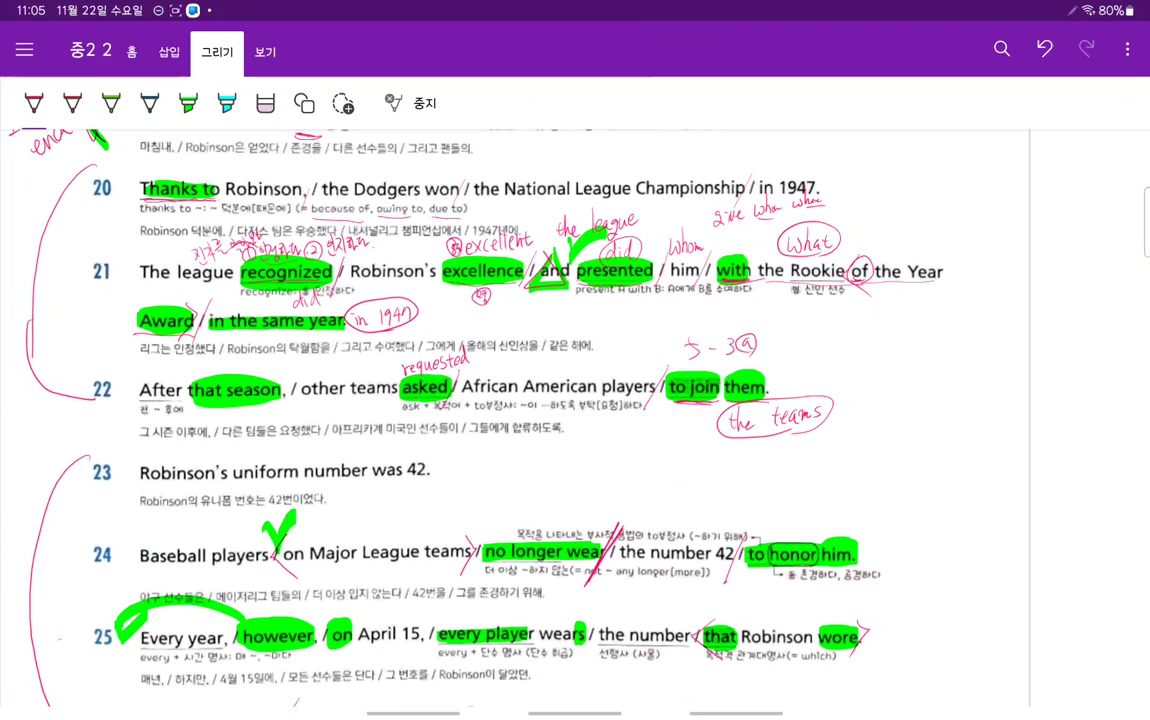 11:05 11월 22일 수요일 80%
중2 2 홈 삽입 그리기 보기
중지
end
마침내, / Robinson은 얻었다 / 존경을 / 다른 선수들의 / 그리고 팬들의.
20 Thanks to Robinson, / the Dodgers won / the National League Championship / in 1947.
thanks to ~: ~ 덕분에[때문에] (= because of, owing to, due to)
Robinson 덕분에, / 다저스 팀은 우승했다 / 내셔널리그 챔피언십에서 / 1947년에.
the league
① 인정하다 ② 인지하다. excellent did whom what
21 The league recognized / Robinson's excellence / and presented / him / with the Rookie of the Year
recognize: 동 인정하다 present A with B: A에게 B를 수여하다 명 신인 선수
did
Award / in the same year. in 1947
리그는 인정했다 / Robinson의 탁월함을 / 그리고 수여했다 / 그에게 / 올해의 신인상을 / 같은 해에.
requested 5 - 3 ⓐ
22 After that season, / other teams asked / African American players / to join them.
전 ~ 후에 ask + 목적어 + to부정사: ~이 …하도록 부탁[요청]하다
the teams
그 시즌 이후에, / 다른 팀들은 요청했다 / 아프리카계 미국인 선수들이 / 그들에게 합류하도록.
23 Robinson's uniform number was 42.
Robinson의 유니폼 번호는 42번이었다.
목적을 나타내는 부사적 용법의 to부정사 (~하기 위해)
24 Baseball players / on Major League teams / no longer wear / the number 42 / to honor him.
더 이상 ~하지 않는(= not ~ any longer[more]) 동 존경하다, 공경하다
야구 선수들은 / 메이저리그 팀들의 / 더 이상 입지 않는다 / 42번을 / 그를 존경하기 위해.
25 Every year, / however, / on April 15, / every player wears / the number / that Robinson wore.
every + 시간 명사: 매 ~, ~마다 every + 단수 명사 (단수 취급) 선행사 (사물) 목적격 관계대명사(= which)
매년, / 하지만, / 4월 15일에, / 모든 선수들은 단다 / 그 번호를 / Robinson이 달았던.